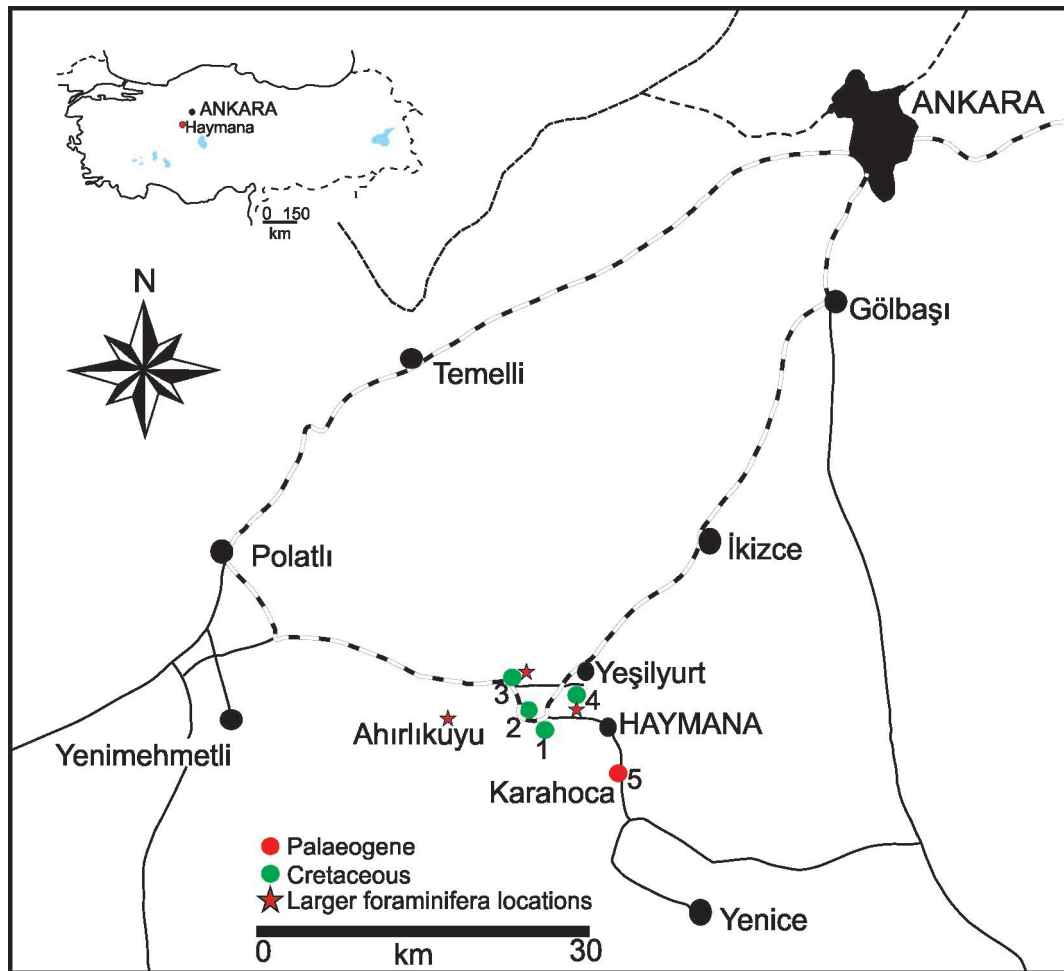 ANKARA
Haymana
0 150
km
N
ANKARA
Gölbaşı
Temelli
Polatlı
İkizce
Yeşilyurt
3
4
2
HAYMANA
Ahırlıkuyu
1
Yenimehmetli
Karahoca
5
Palaeogene
Cretaceous
Larger foraminifera locations
Yenice
0 30
km